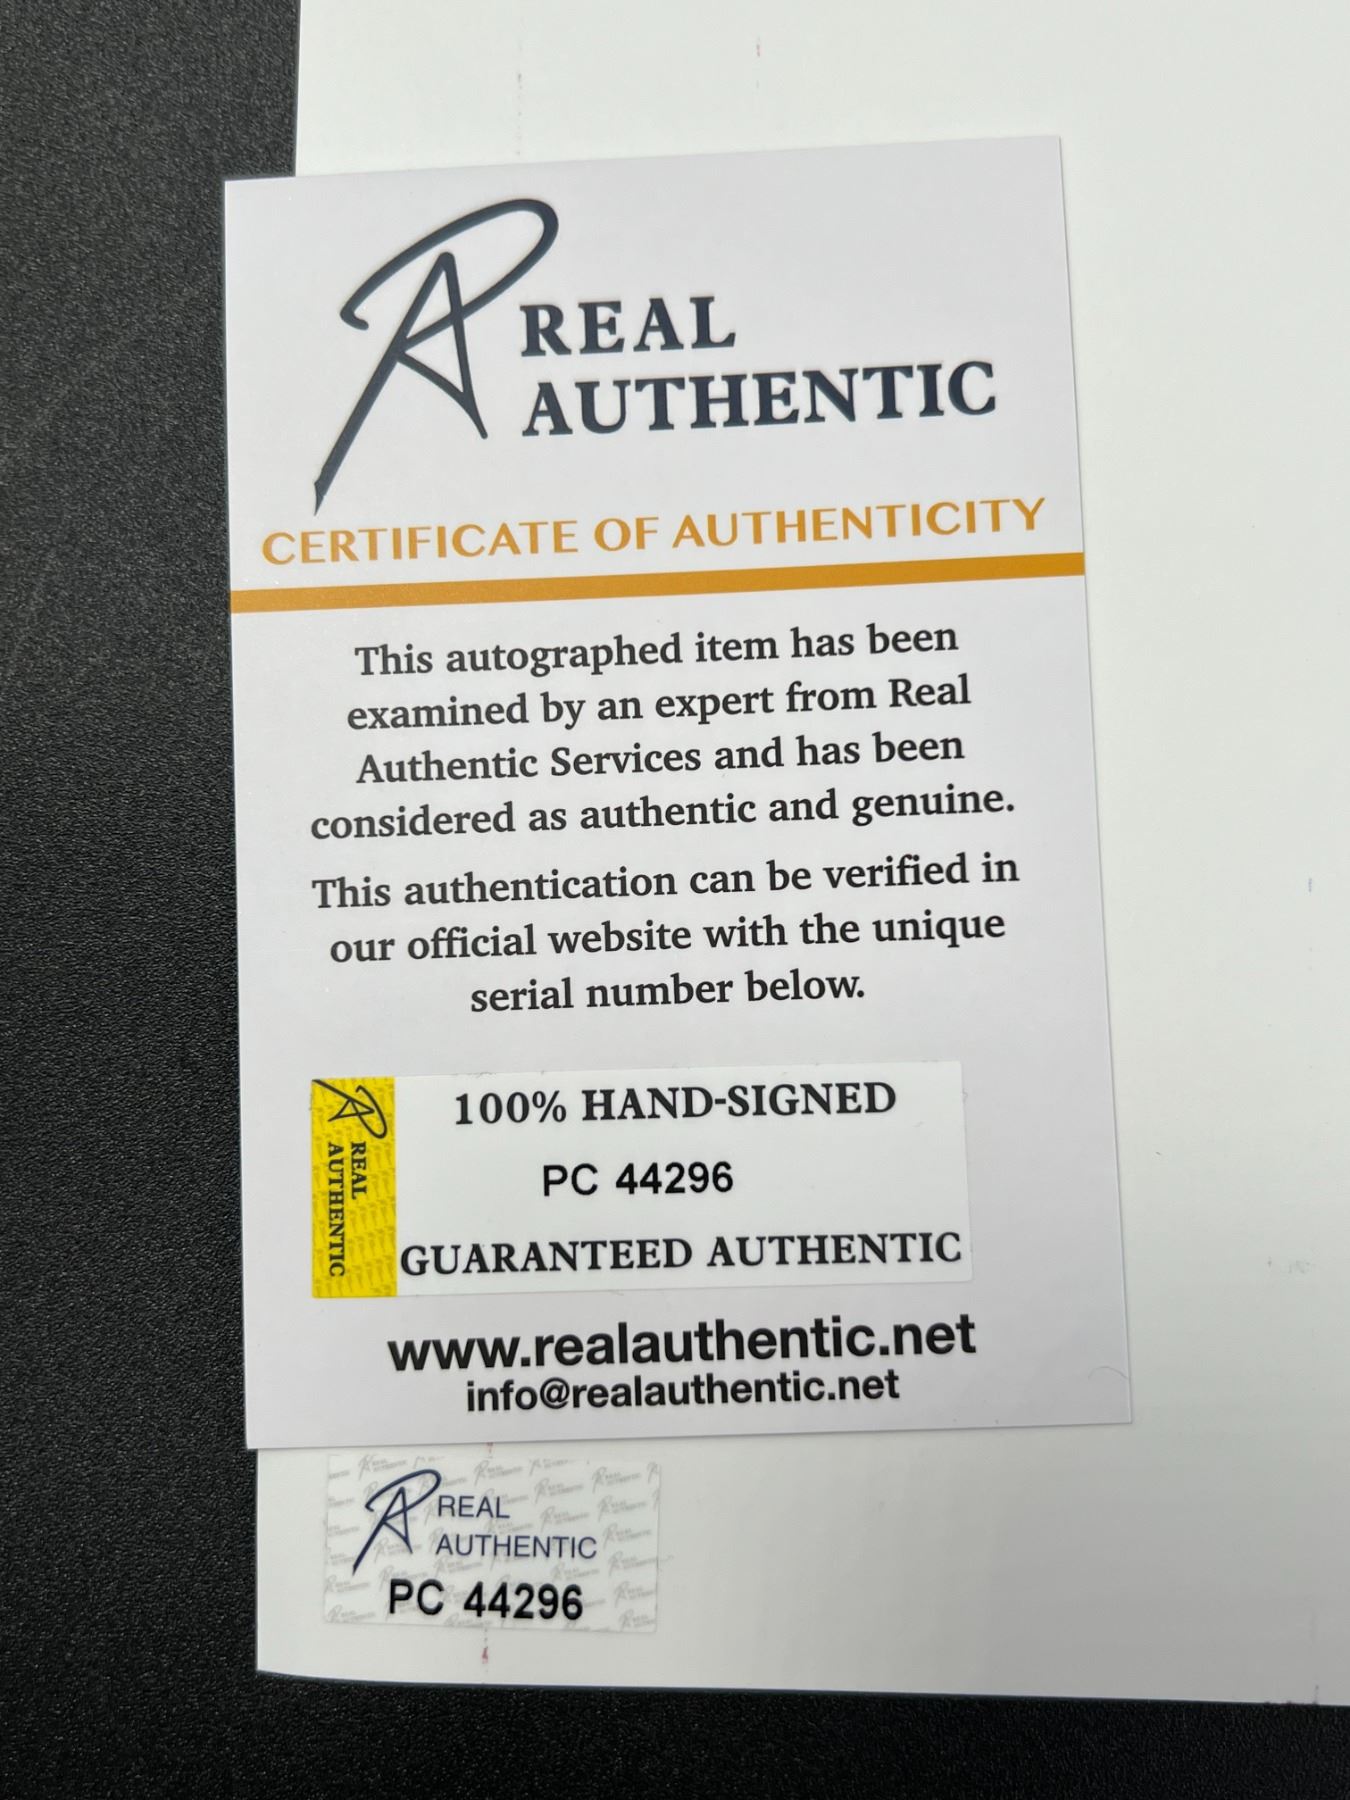 REAL
AUTHENTIC
CERTIFICATE OF AUTHENTICITY
This autographed item has been
examined by an expert from Real
Authentic Services and has been
considered as authentic and genuine.
This authentication can be verified in
our official website with the unique
serial number below.
REAL
AUTHENTIC
100% HAND-SIGNED
PC 44296
GUARANTEED AUTHENTIC
www.realauthentic.net
info@realauthentic.net
REAL
AUTHENTIC
PC 44296